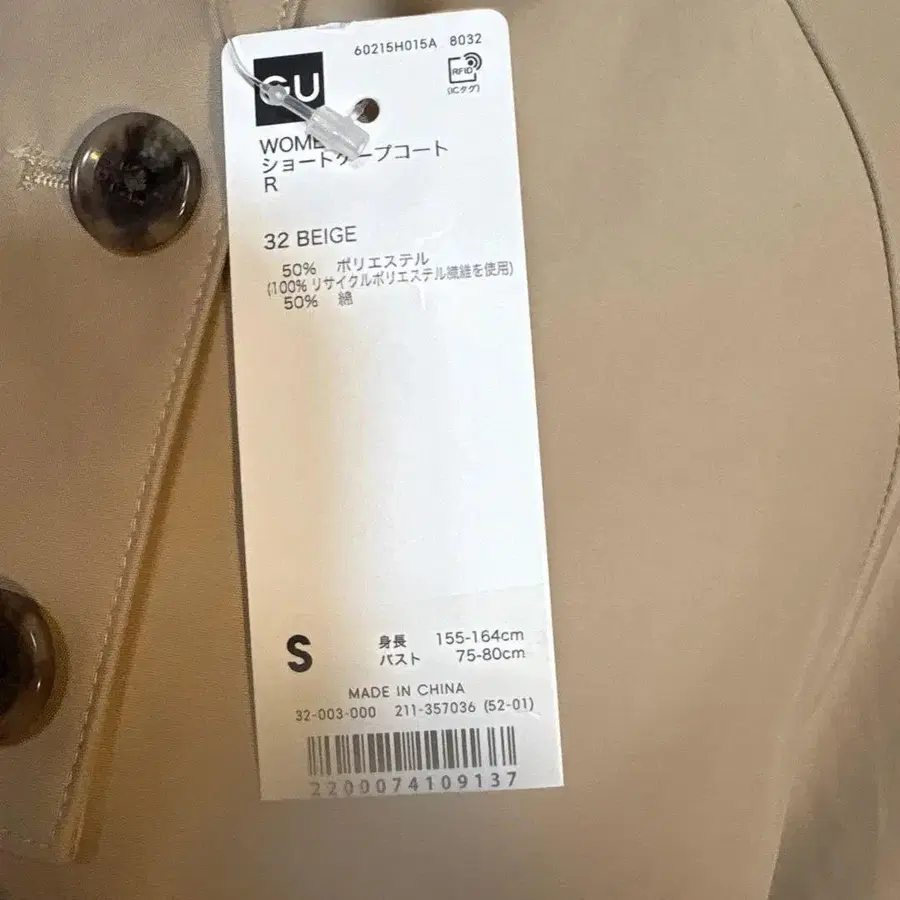 60215H015A 8032
GU
RFID
(ICタグ)
WOME
ショートケープコート
R
32 BEIGE
50% ポリエステル
(100% リサイクルポリエステル繊維を使用)
50% 綿
S
身長 155-164cm
バスト 75-80cm
MADE IN CHINA
32-003-000 211-357036 (52-01)
2200074109137